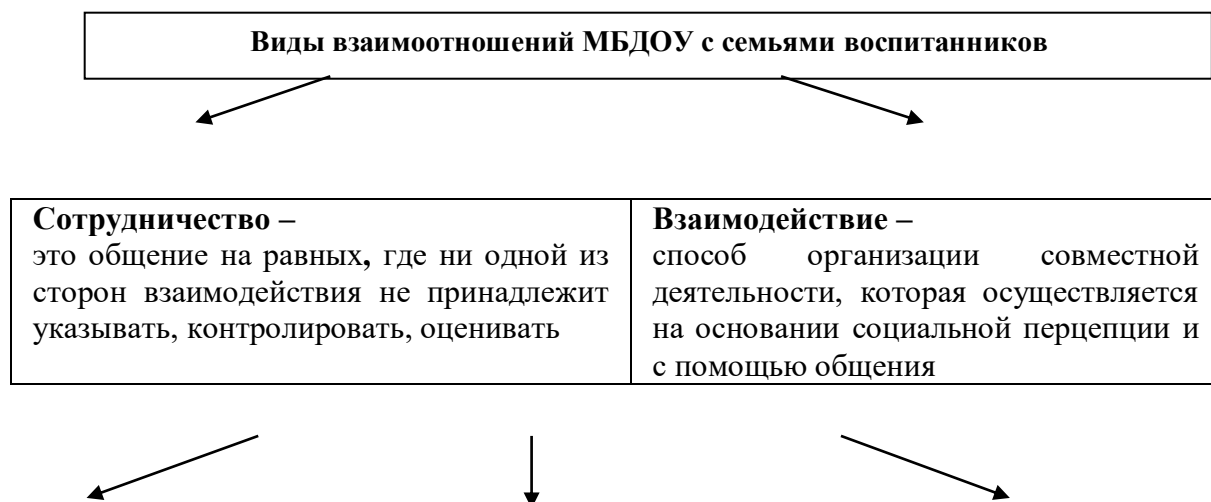 Виды взаимоотношений МБДОУ с семьями воспитанников
Сотрудничество –
это общение на равных, где ни одной из
сторон взаимодействия не принадлежит
указывать, контролировать, оценивать
Взаимодействие –
способ организации совместной
деятельности, которая осуществляется
на основании социальной перцепции и
с помощью общения